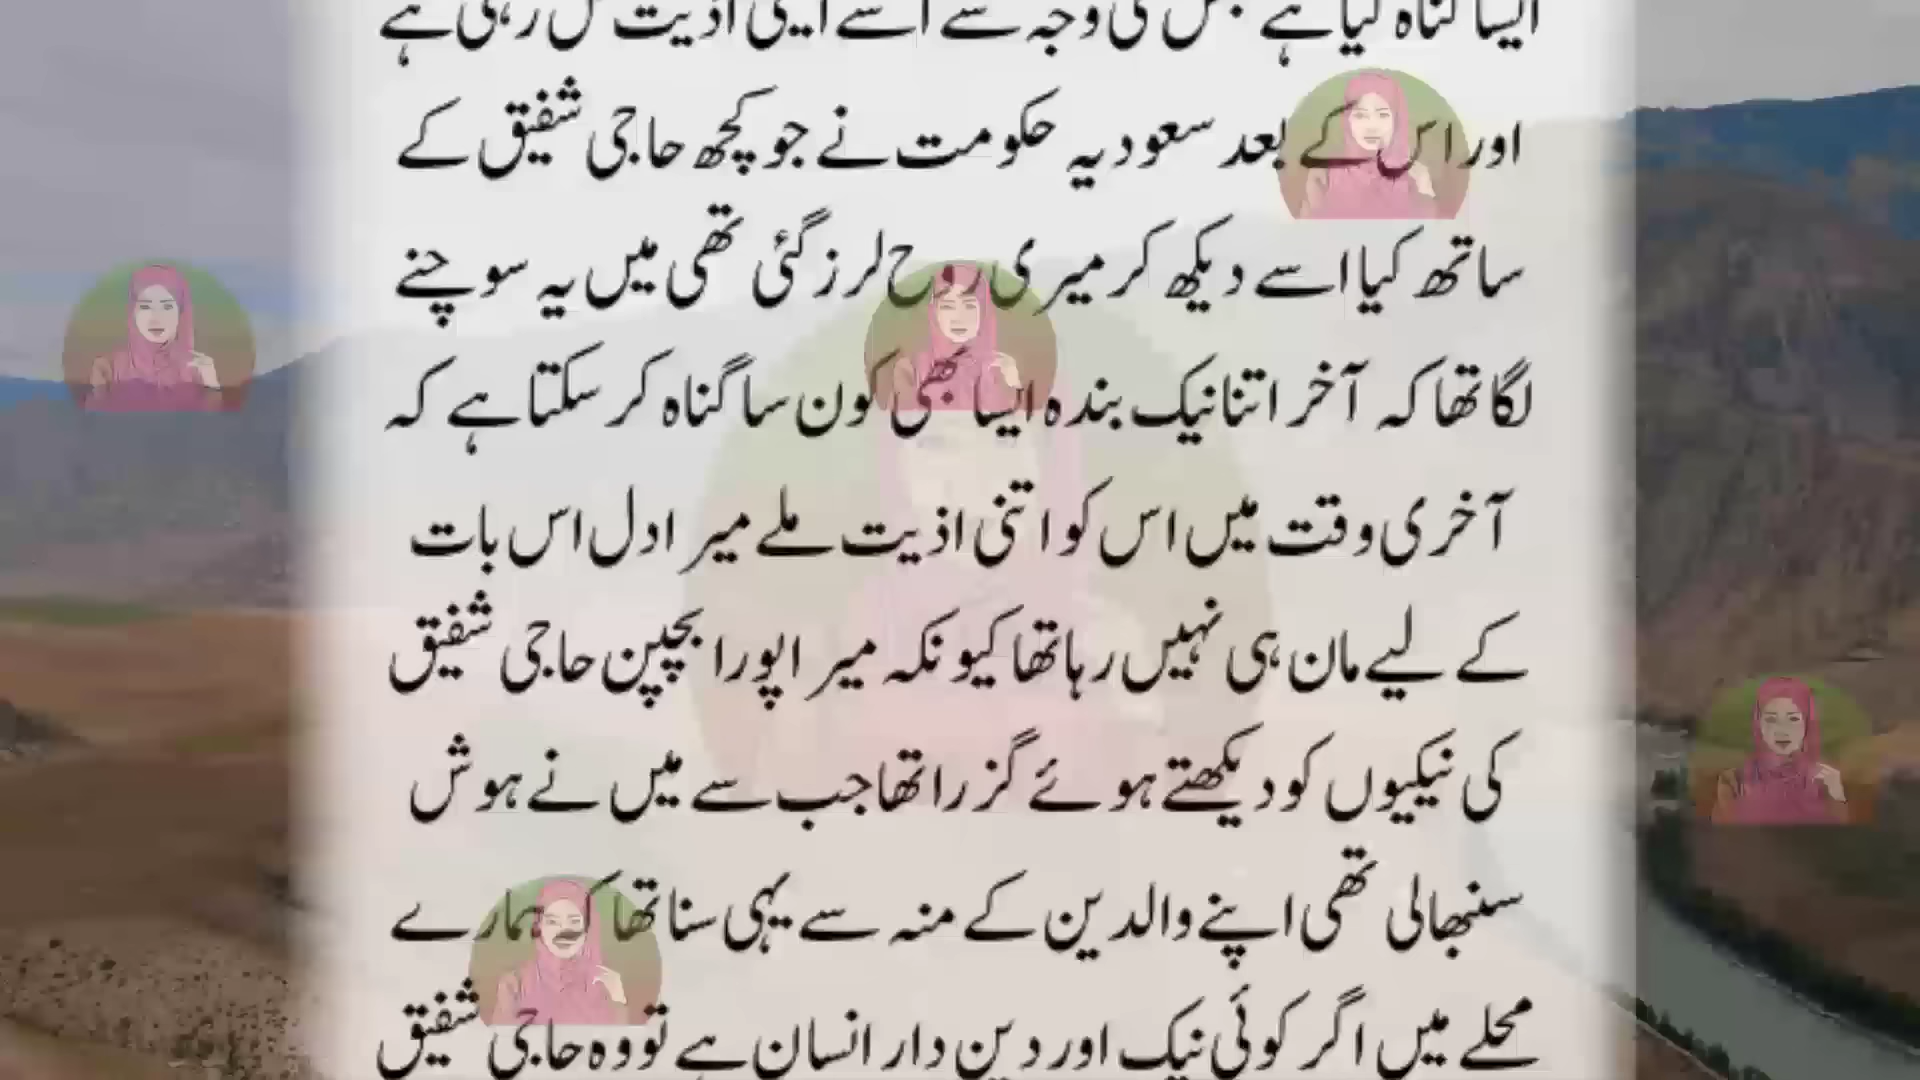 ایسا گناہ کیا ہے جس کی وجہ سے اسے ایسی اذیت مل رہی ہے
اور اس کے بعد سعودیہ حکومت نے جو کچھ حاجی شفیق کے
ساتھ کیا اسے دیکھ کر میری روح لرز گئی تھی میں یہ سوچنے
لگا تھا کہ آخر اتنا نیک بندہ ایسا بھی کون سا گناہ کر سکتا ہے کہ
آخری وقت میں اس کو اتنی اذیت ملے میرا دل اس بات
کے لیے مان ہی نہیں رہا تھا کیونکہ میرا پورا بچپن حاجی شفیق
کی نیکیوں کو دیکھتے ہوئے گزرا تھا جب سے میں نے ہوش
سنبھالی تھی اپنے والدین کے منہ سے یہی سنا تھا کہ ہمارے
محلے میں اگر کوئی نیک اور دین دار انسان ہے تو وہ حاجی شفیق